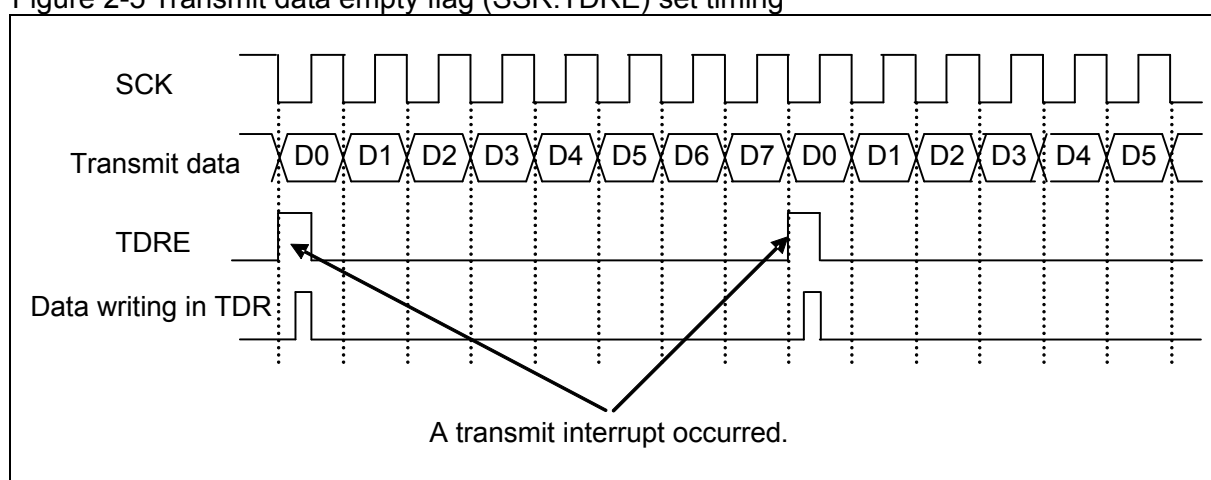 Figure 2-5 Transmit data empty flag (SSR:TDRE) set timing
SCK
Transmit data D0 D1 D2 D3 D4 D5 D6 D7 D0 D1 D2 D3 D4 D5
TDRE
Data writing in TDR
A transmit interrupt occurred.